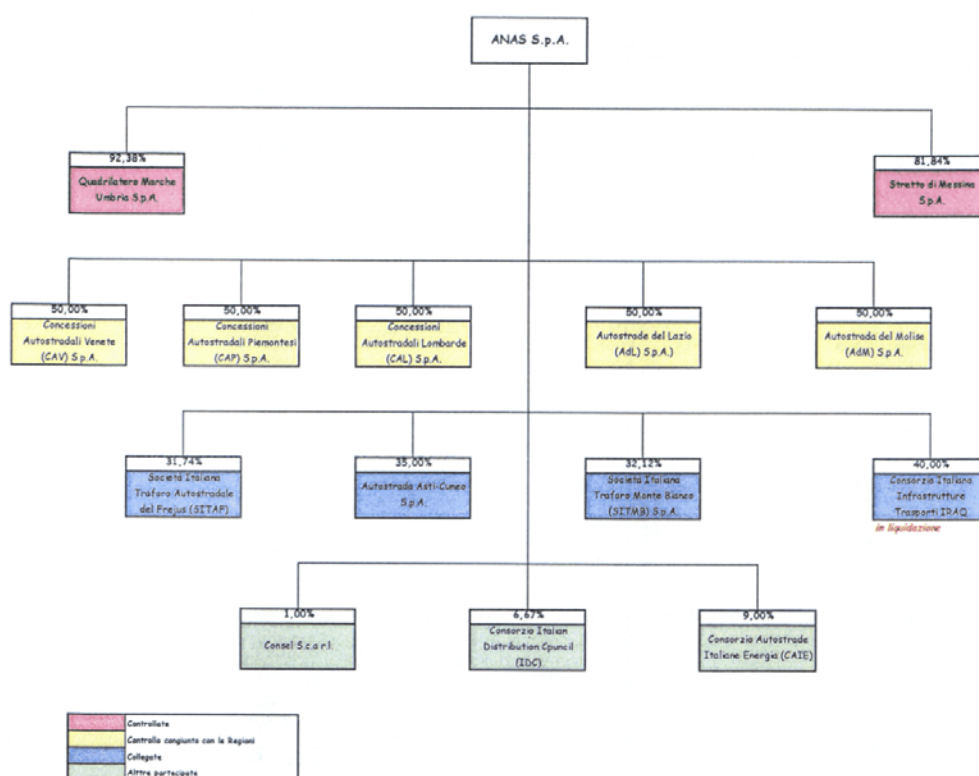 ANAS S.p.A.
92,38%
Quadrilatero Marche
Umbria S.p.A.
81,84%
Stretto di Messina
S.p.A.
50,00%
Concessioni
Autostradali Venete
(CAV) S.p.A.
50,00%
Concessioni
Autostradali Piemontesi
(CAP) S.p.A.
50,00%
Concessioni
Autostradali Lombarde
(CAL) S.p.A.
50,00%
Autostrade del Lazio
(AdL) S.p.A.)
50,00%
Autostrada del Molise
(AdM) S.p.A.
31,74%
Società Italiana
Traforo Autostradale
del Frejus (SITAF)
35,00%
Autostrada Asti-Cuneo
S.p.A.
32,12%
Società Italiana
Traforo Monte Bianco
(SITMB) S.p.A.
40,00%
Consorzio Italiano
Infrastrutture
Trasporti IRAQ
in liquidazione
1,00%
Consel S.c.a r.l.
6,67%
Consorzio Italian
Distribution Cpuncil
(IDC)
9,00%
Consorzio Autostrade
Italiane Energia (CAIE)
Controllate
Controllo congiunto con le Regioni
Collegate
Alttre partecipate